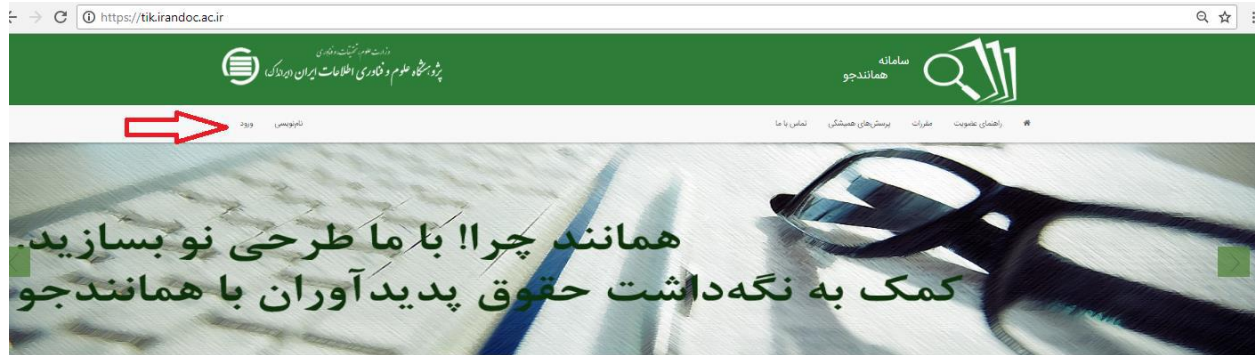 https://tik.irandoc.ac.ir
سامانه
همانندجو
وزارت علوم، تحقیقات و فناوری
پژوهشگاه علوم و فناوری اطلاعات ایران (ایرانداک)
راهنمای عضویت
مقررات
پرسش‌های همیشگی
تماس با ما
نام‌نویسی
ورود
همانند چرا! با ما طرحی نو بسازید.
کمک به نگه‌داشت حقوق پدیدآوران با همانندجو